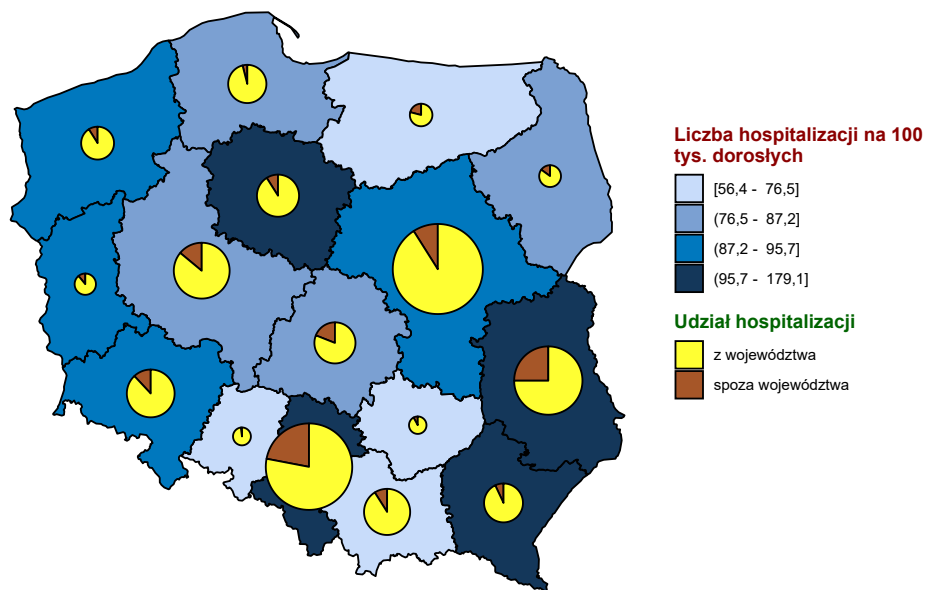 Liczba hospitalizacji na 100
tys. dorosłych
[56,4 - 76,5]
(76,5 - 87,2]
(87,2 - 95,7]
(95,7 - 179,1]
Udział hospitalizacji
z województwa
spoza województwa